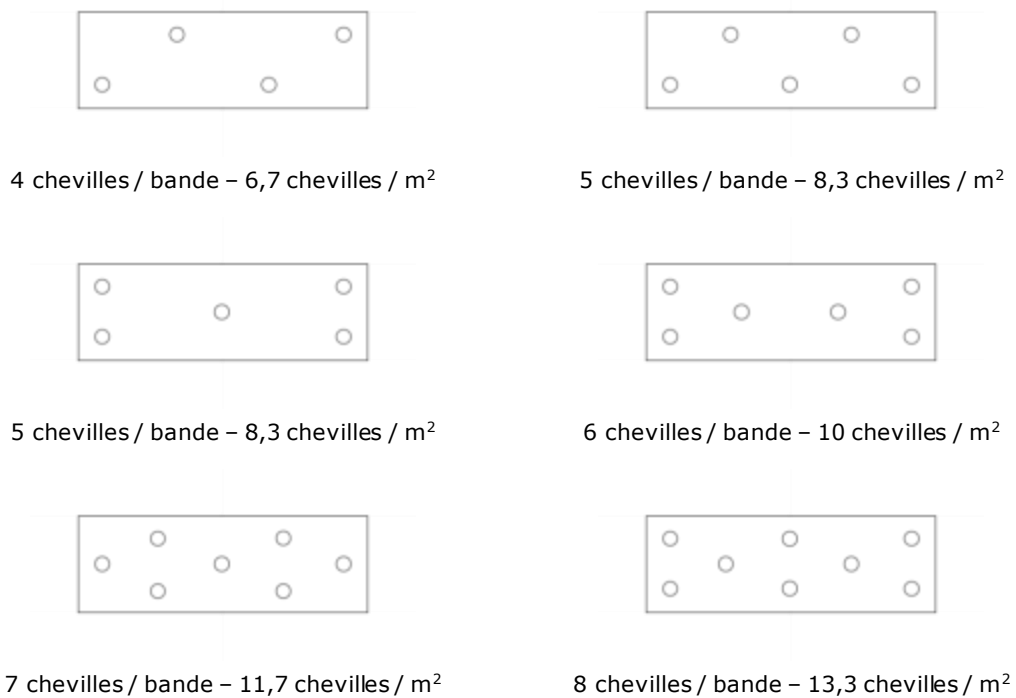 4 chevilles / bande – 6,7 chevilles / m²
5 chevilles / bande – 8,3 chevilles / m²
5 chevilles / bande – 8,3 chevilles / m²
6 chevilles / bande – 10 chevilles / m²
7 chevilles / bande – 11,7 chevilles / m²
8 chevilles / bande – 13,3 chevilles / m²